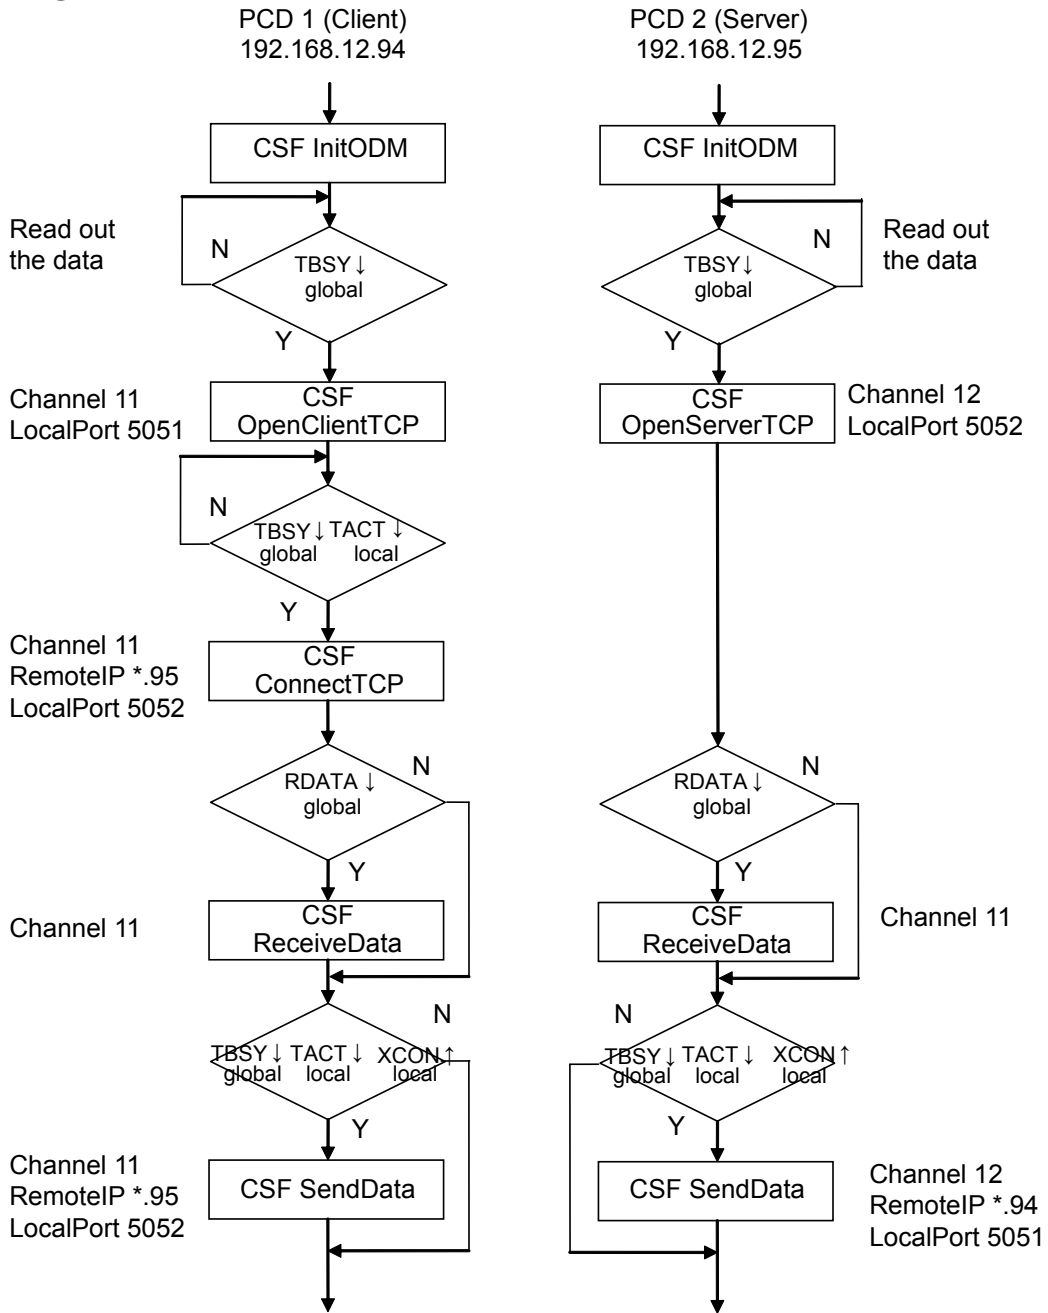 PCD 1 (Client)
192.168.12.94
PCD 2 (Server)
192.168.12.95
CSF InitODM
CSF InitODM
Read out
the data
N
TBSY↓
global
Y
TBSY↓
global
N
Y
Read out
the data
Channel 11
LocalPort 5051
CSF
OpenClientTCP
CSF
OpenServerTCP
Channel 12
LocalPort 5052
N
TBSY↓ TACT↓
global local
Y
Channel 11
RemoteIP *.95
LocalPort 5052
CSF
ConnectTCP
RDATA ↓
global
N
Y
RDATA ↓
global
N
Y
Channel 11
CSF
ReceiveData
CSF
ReceiveData
Channel 11
N
TBSY↓ TACT↓ XCON↑
global local local
Y
N
TBSY↓ TACT↓ XCON↑
global local local
Y
Channel 11
RemoteIP *.95
LocalPort 5052
CSF SendData
CSF SendData
Channel 12
RemoteIP *.94
LocalPort 5051